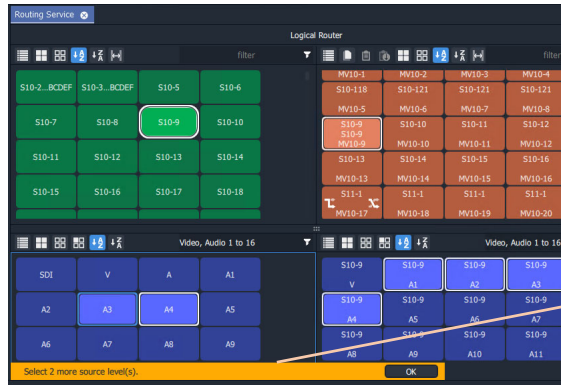 Routing Service
Logical Router
filter
filter
S10-2...BCDEF S10-3...BCDEF S10-5 S10-6
S10-7 S10-8 S10-9 S10-10
S10-11 S10-12 S10-13 S10-14
S10-15 S10-16 S10-17 S10-18
MV10-1 MV10-2 MV10-3 MV10-4
S10-118 S10-121 S10-121 S10-121
MV10-5 MV10-6 MV10-7 MV10-8
S10-9 S10-10 S10-11 S10-12
S10-9
MV10-9 MV10-10 MV10-11 MV10-12
S10-13 S10-14 S10-15 S10-16
MV10-13 MV10-14 MV10-15 MV10-16
S11-1 S11-1 S11-1 S11-1
MV10-17 MV10-18 MV10-19 MV10-20
Video, Audio 1 to 16
SDI V A A1
A2 A3 A4 A5
A6 A7 A8 A9
Video, Audio 1 to 16
S10-9 S10-9 S10-9 S10-9
V A1 A2 A3
S10-9 S10-9 S10-9 S10-9
A4 A5 A6 A7
S10-9 S10-9 S10-9 S10-9
A8 A9 A10 A11
Select 2 more source level(s).
OK